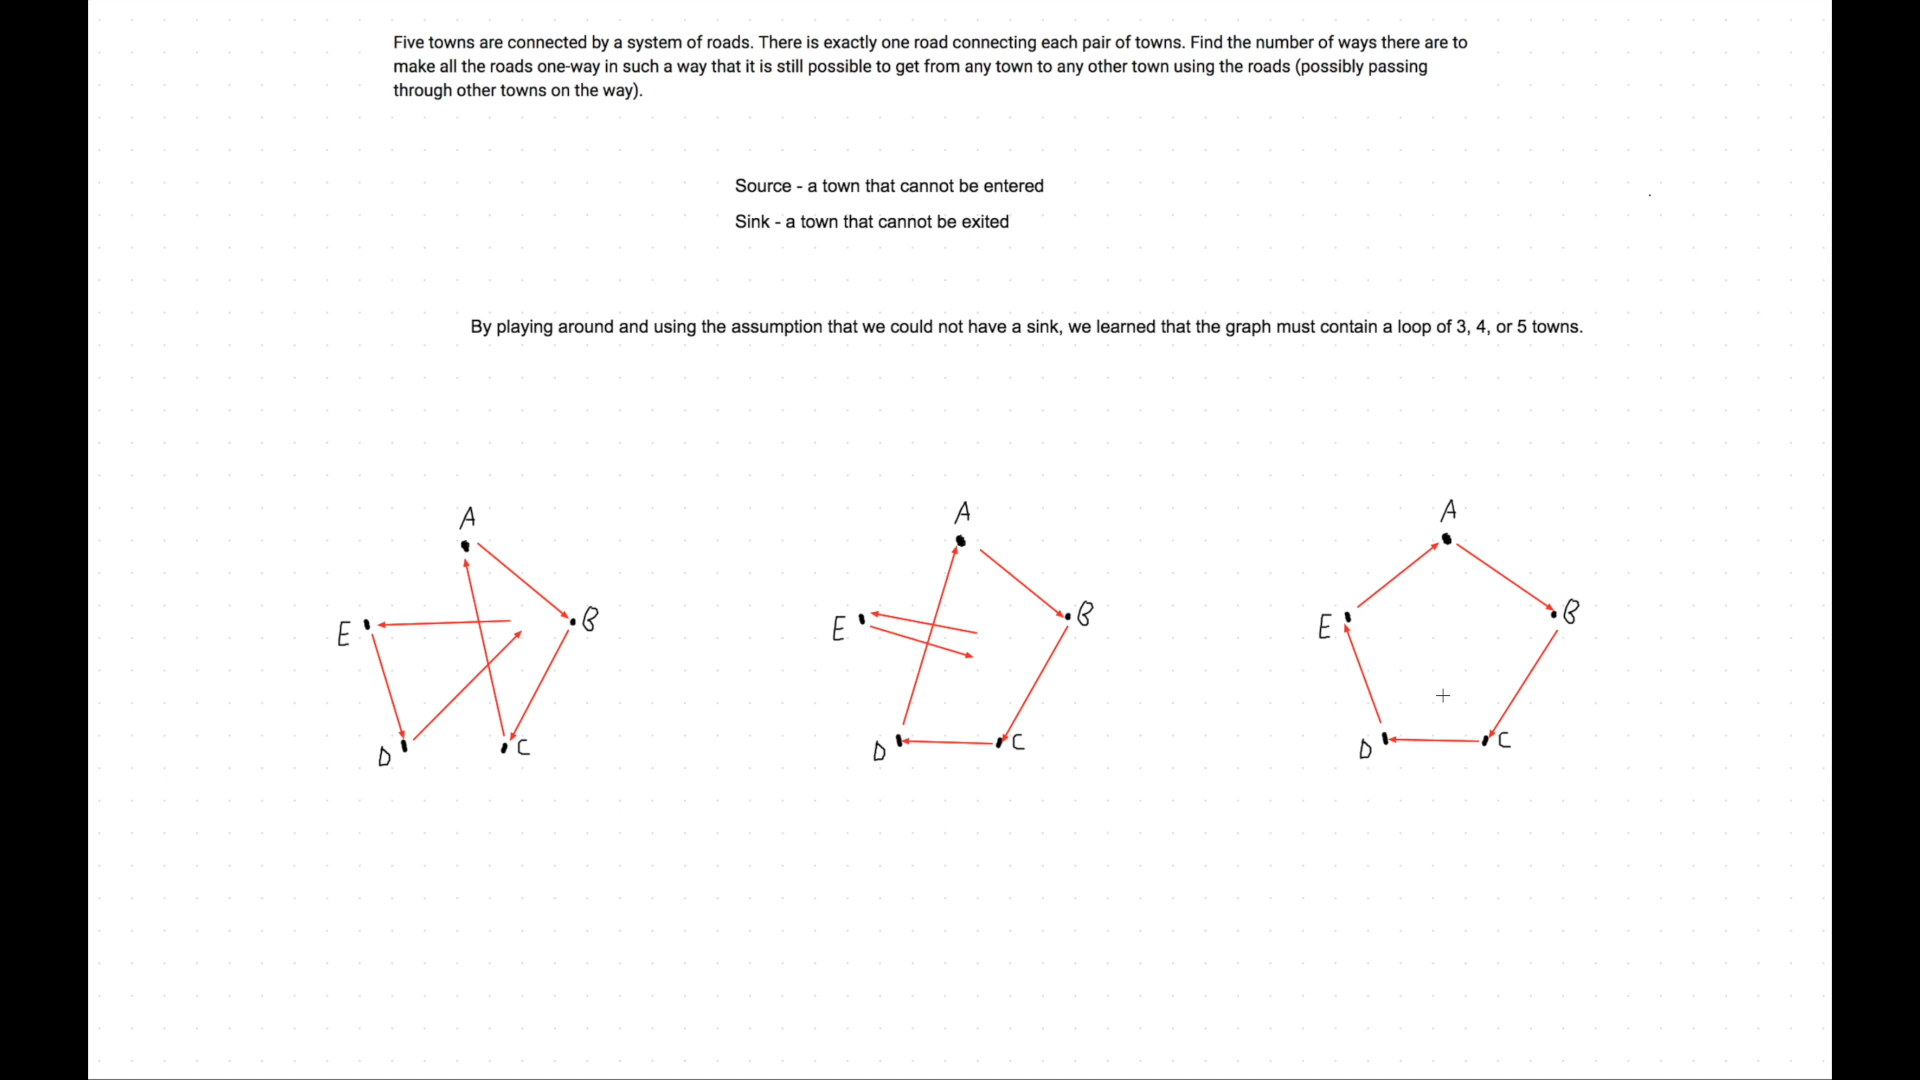 Five towns are connected by a system of roads. There is exactly one road connecting each pair of towns. Find the number of ways there are to
make all the roads one-way in such a way that it is still possible to get from any town to any other town using the roads (possibly passing
through other towns on the way).
Source - a town that cannot be entered
Sink - a town that cannot be exited
By playing around and using the assumption that we could not have a sink, we learned that the graph must contain a loop of 3, 4, or 5 towns.
A
B
E
D
C
A
B
E
D
C
A
B
E
D
C